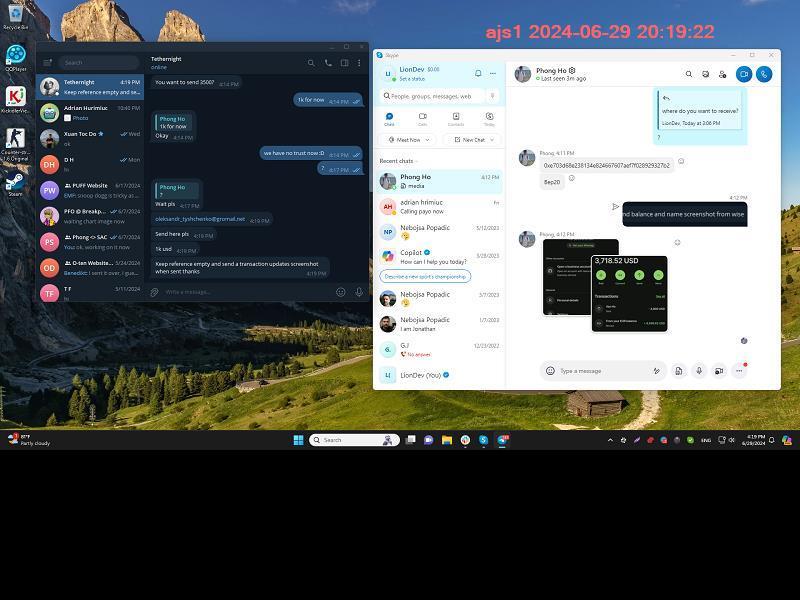 ajs1 2024-06-29 20:19:22
Recycle Bin
Steam
Search
Tethernight 4:19 PM
Keep reference empty and se...
Adrian Hurimiuc 10:40 PM
Photo
Xuan Toc Do Wed
ok
D H Mon
hi
PUFF Website 6/17/2024
EMP: snoop dogg is tricky as ...
PFO @ Breakp... 6/7/2024
waiting chart image now
Phong <> SAC 6/7/2024
You: ok, working on it now
O-ten Website... 5/24/2024
Benedikt: I sent it over, I gues...
T F 5/11/2024
hi
Tethernight
online
You want to send 3500? 4:14 PM
1k for now 4:14 PM
Phong Ho
1k for now
Okay 4:14 PM
we have no trust now :D 4:14 PM
? 4:17 PM
Phong Ho
?
Wait pls 4:17 PM
oleksandr_tyshchenko@gromail.net 4:19 PM
Send here pls 4:19 PM
1k usd 4:19 PM
Keep reference empty and send a transaction updates screenshot
when sent thanks 4:19 PM
Write a message...
Skype
LionDev $0.00
Set a status
People, groups, messages, web
Chats
Calls
Contacts
Today
Meet Now
New Chat
Recent chats
Phong Ho 4:12 PM
media
adrian hrimiuc Fri
Calling payo now
Nebojsa Popadic 5/12/2023
Copilot 5/28/2023
How can I help you today?
Describe a new sport's championship
Nebojsa Popadic 5/7/2023
Nebojsa Popadic 1/7/2023
I am Jonathan
G.J 12/23/2022
No answer
LionDev (You)
Phong Ho
Last seen 3m ago
where do you want to receive?
LionDev, Today at 3:06 PM
?
Phong, 4:11 PM
0xe703d68e238134e824667607aef7f028929327b2
Bep20
4:12 PM
nd balance and name screenshot from wise
Phong, 4:12 PM
3,718.52 USD
Transactions
Type a message
87°F
Partly cloudy
Search
ENG
4:19 PM
6/29/2024